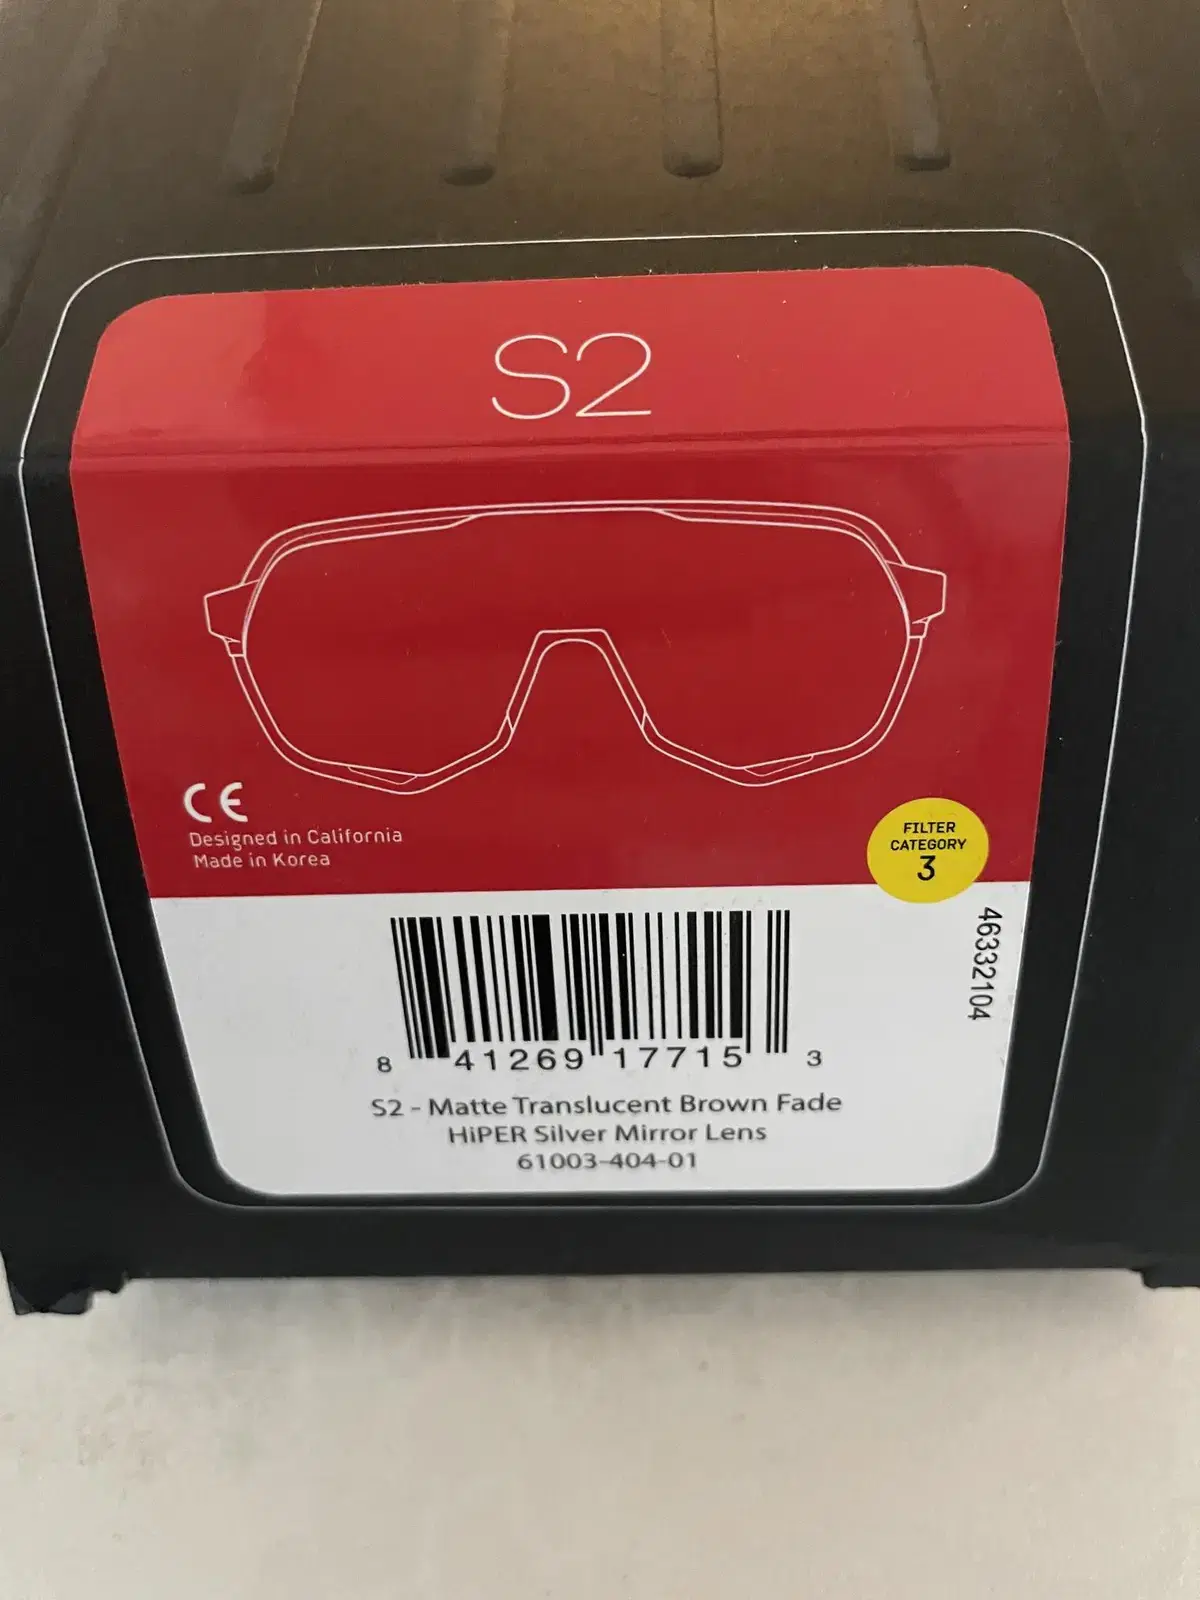 S2
CE
Designed in California
Made in Korea
FILTER
CATEGORY
3
46332104
8 41269 17715 3
S2 - Matte Translucent Brown Fade
HiPER Silver Mirror Lens
61003-404-01